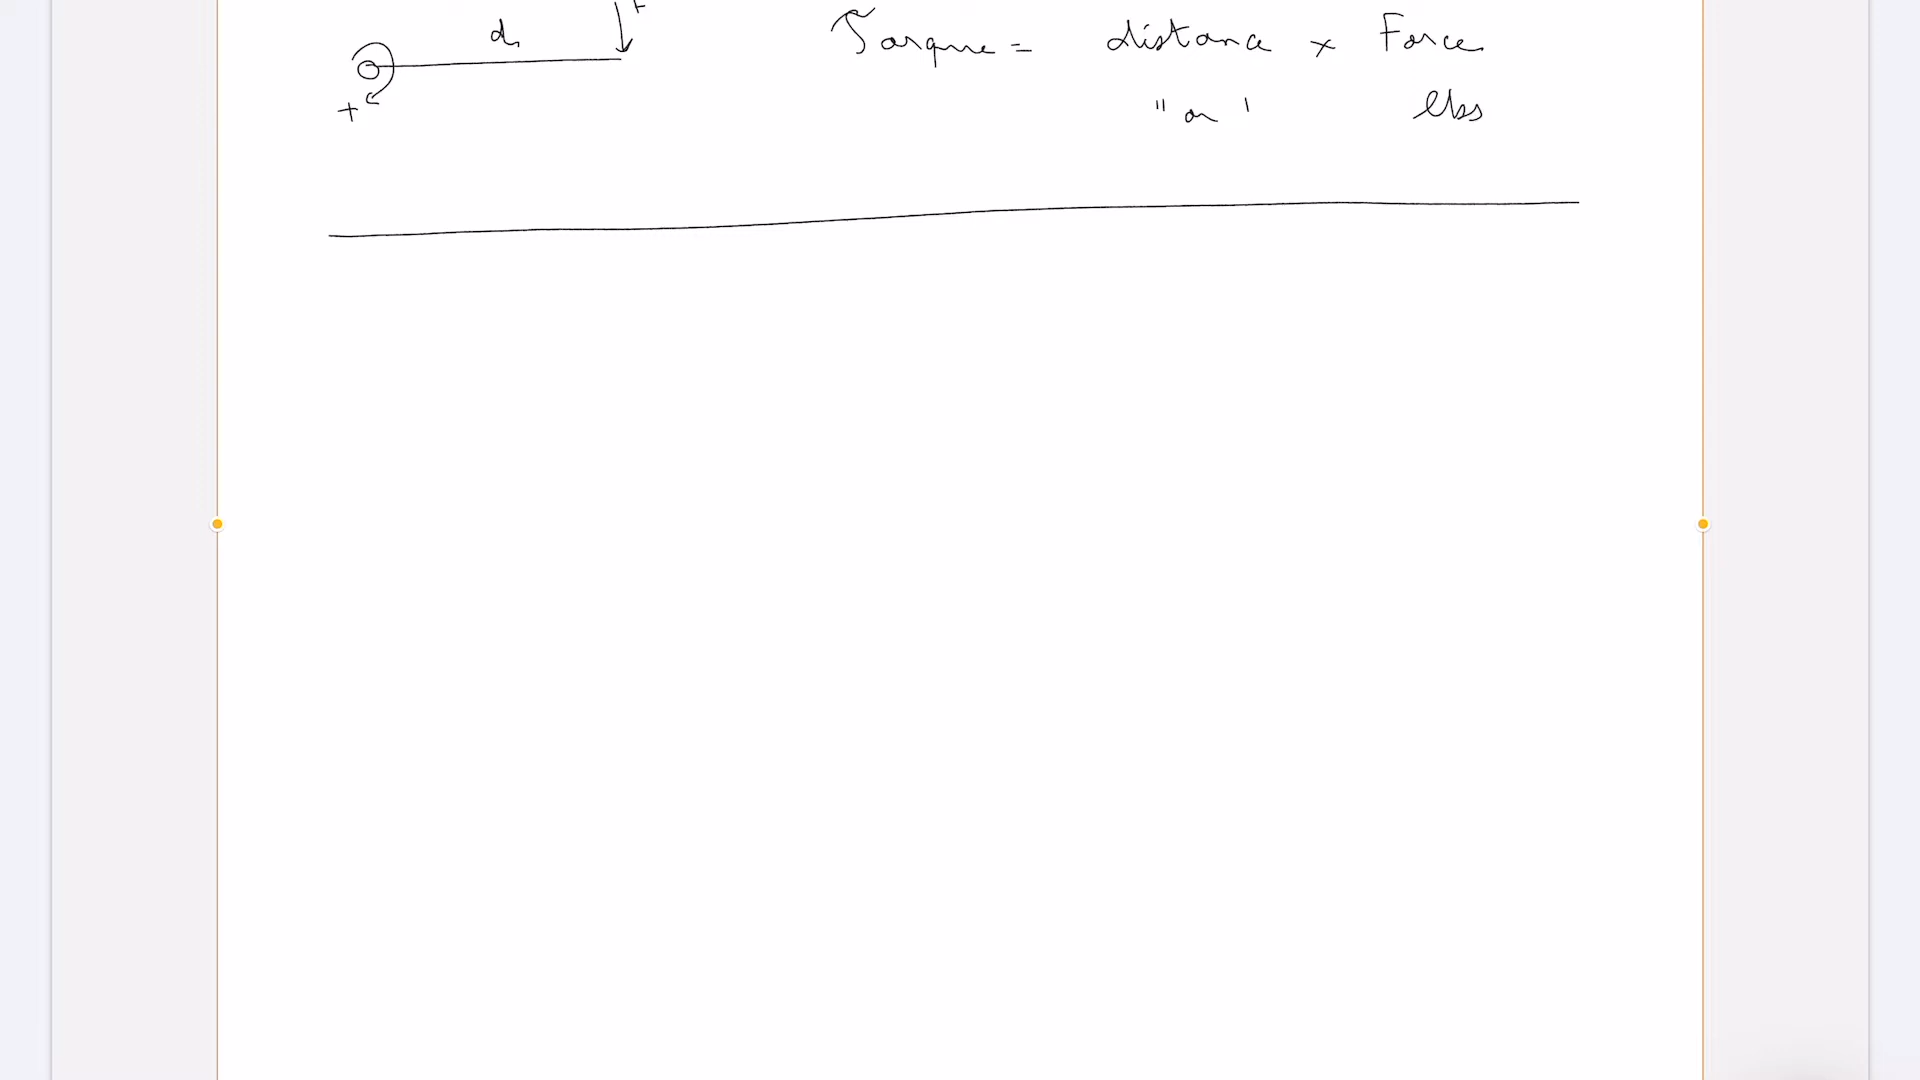 d
Torque = distance × Force
" or ' lbs
+